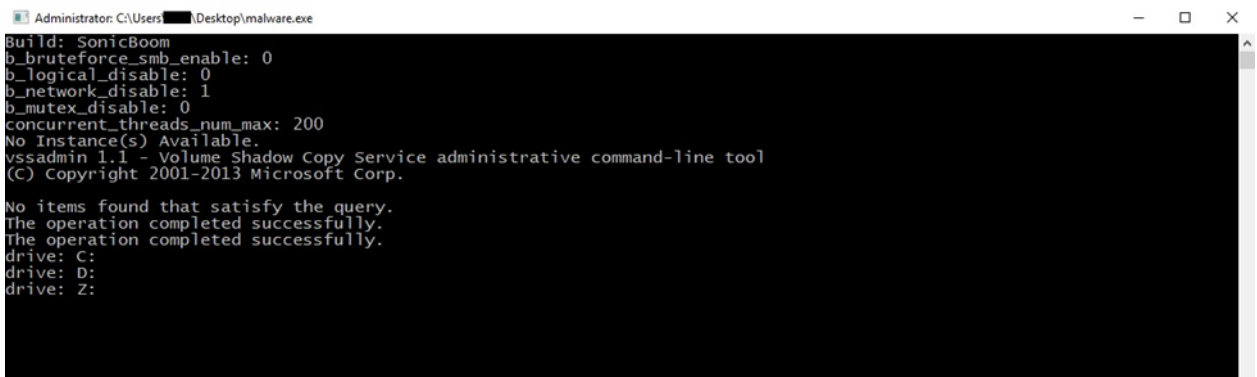 Administrator: C:\Users\ \Desktop\malware.exe
Build: SonicBoom
b_bruteforce_smb_enable: 0
b_logical_disable: 0
b_network_disable: 1
b_mutex_disable: 0
concurrent_threads_num_max: 200
No Instance(s) Available.
vssadmin 1.1 - Volume Shadow Copy Service administrative command-line tool
(C) Copyright 2001-2013 Microsoft Corp.
No items found that satisfy the query.
The operation completed successfully.
The operation completed successfully.
drive: C:
drive: D:
drive: Z: